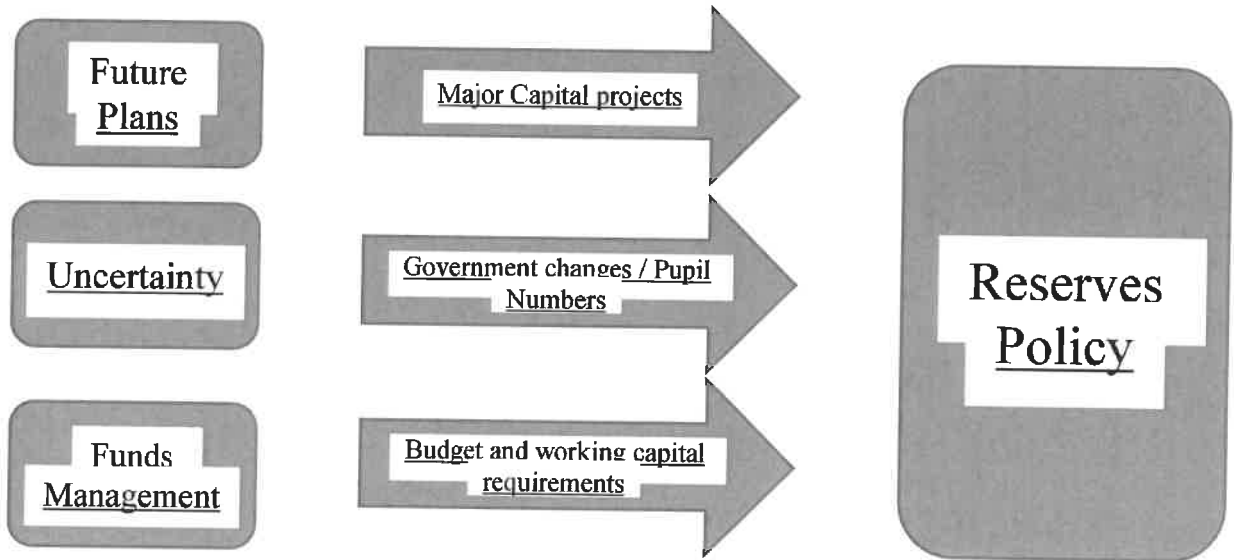 Future
Plans
Major Capital projects
Uncertainty
Government changes / Pupil
Numbers
Funds
Management
Budget and working capital
requirements
Reserves
Policy